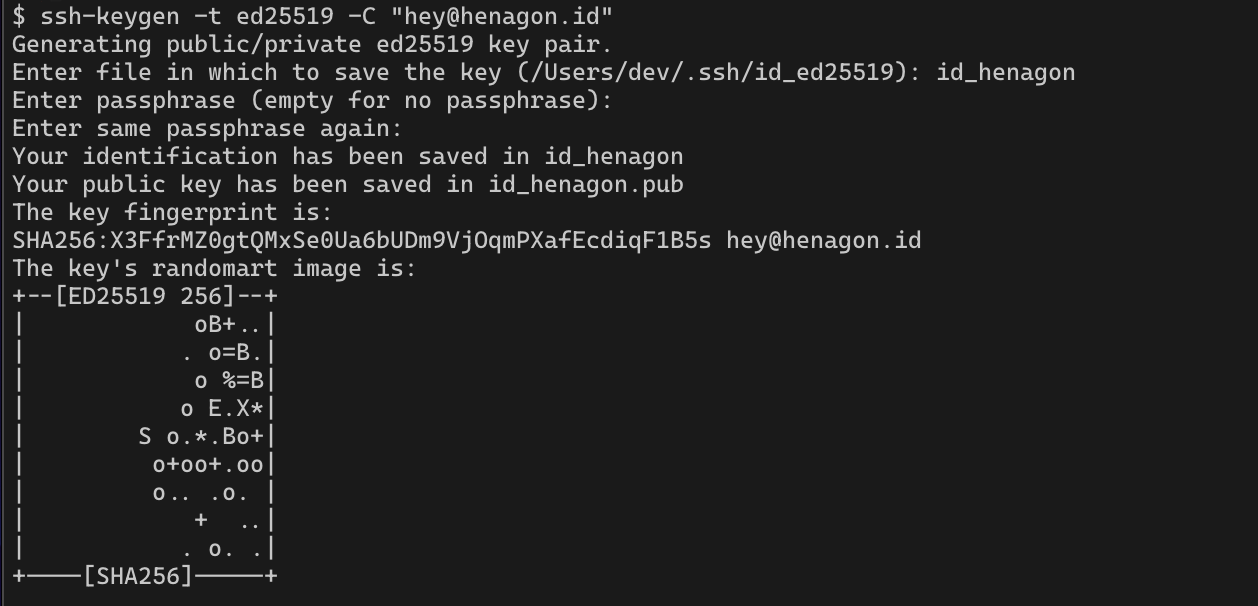 $ ssh-keygen -t ed25519 -C "hey@henagon.id"
Generating public/private ed25519 key pair.
Enter file in which to save the key (/Users/dev/.ssh/id_ed25519): id_henagon
Enter passphrase (empty for no passphrase):
Enter same passphrase again:
Your identification has been saved in id_henagon
Your public key has been saved in id_henagon.pub
The key fingerprint is:
SHA256:X3FfrMZ0gtQMxSe0Ua6bUDm9VjOqmPXafEcdiqF1B5s hey@henagon.id
The key's randomart image is:
+--[ED25519 256]--+
|            oB+..|
|           . o=B.|
|            o %=B|
|           o E.X*|
|        S o.*.Bo+|
|         o+oo+.oo|
|         o.. .o. |
|            +  ..|
|           . o. .|
+----[SHA256]-----+